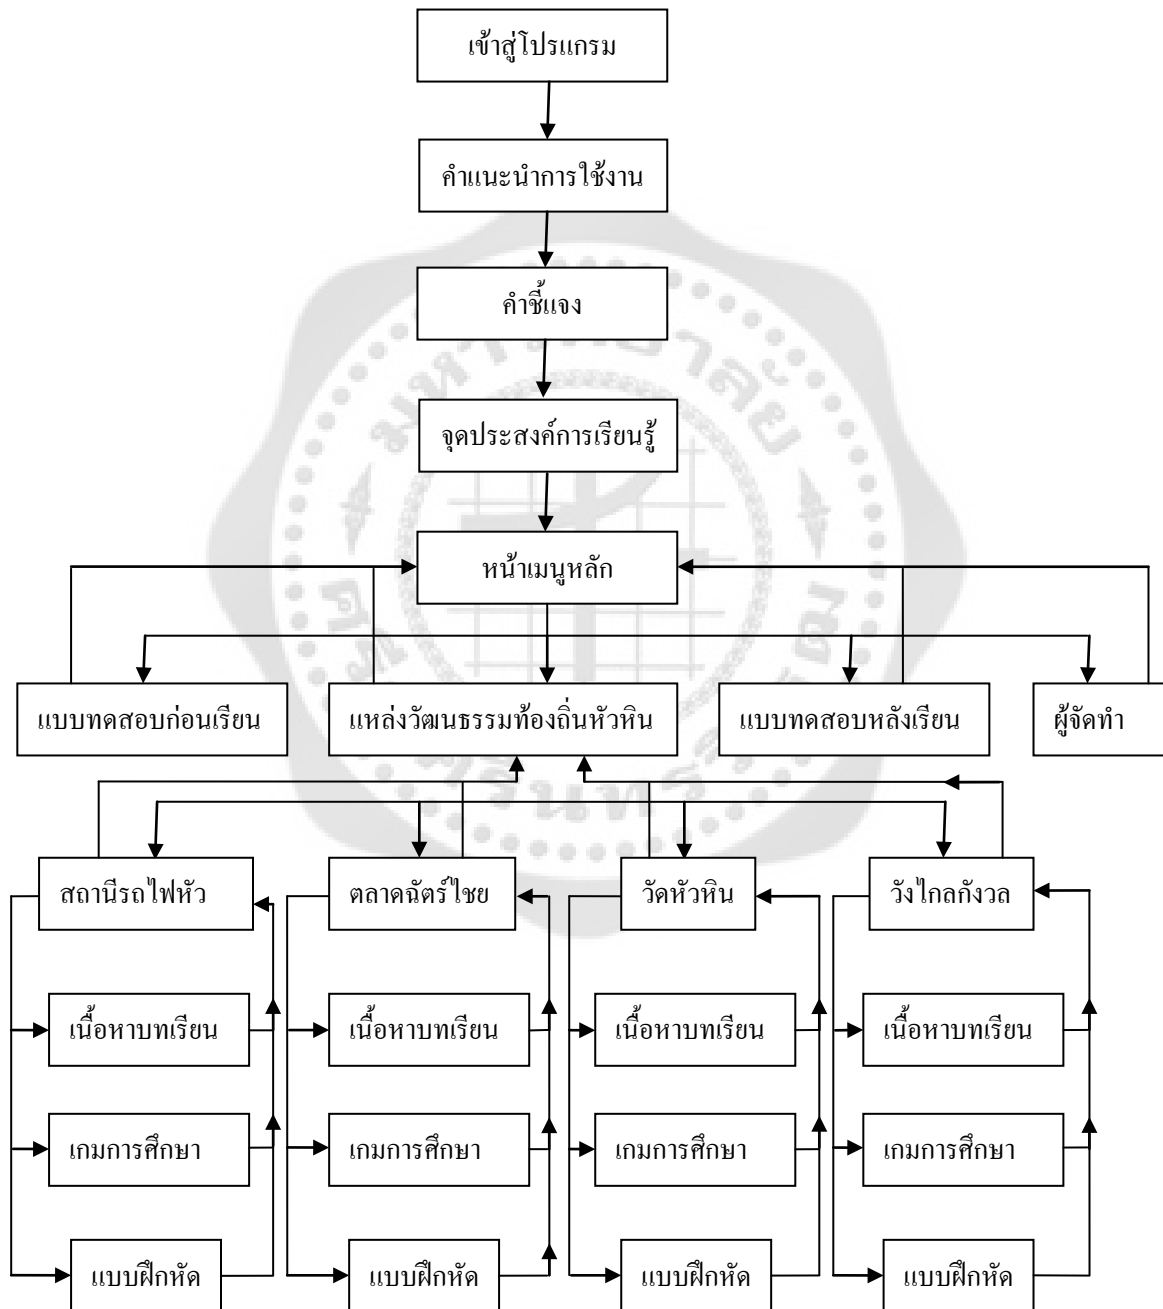 เข้าสู่โปรแกรม
คำแนะนำการใช้งาน
คำชี้แจง
จุดประสงค์การเรียนรู้
หน้าเมนูหลัก
แบบทดสอบก่อนเรียน
แหล่งวัฒนธรรมท้องถิ่นหัวหิน
แบบทดสอบหลังเรียน
ผู้จัดทำ
สถานีรถไฟหัว
ตลาดฉัตร์ไชย
วัดหัวหิน
วังไกลกังวล
เนื้อหาบทเรียน
เนื้อหาบทเรียน
เนื้อหาบทเรียน
เนื้อหาบทเรียน
เกมการศึกษา
เกมการศึกษา
เกมการศึกษา
เกมการศึกษา
แบบฝึกหัด
แบบฝึกหัด
แบบฝึกหัด
แบบฝึกหัด